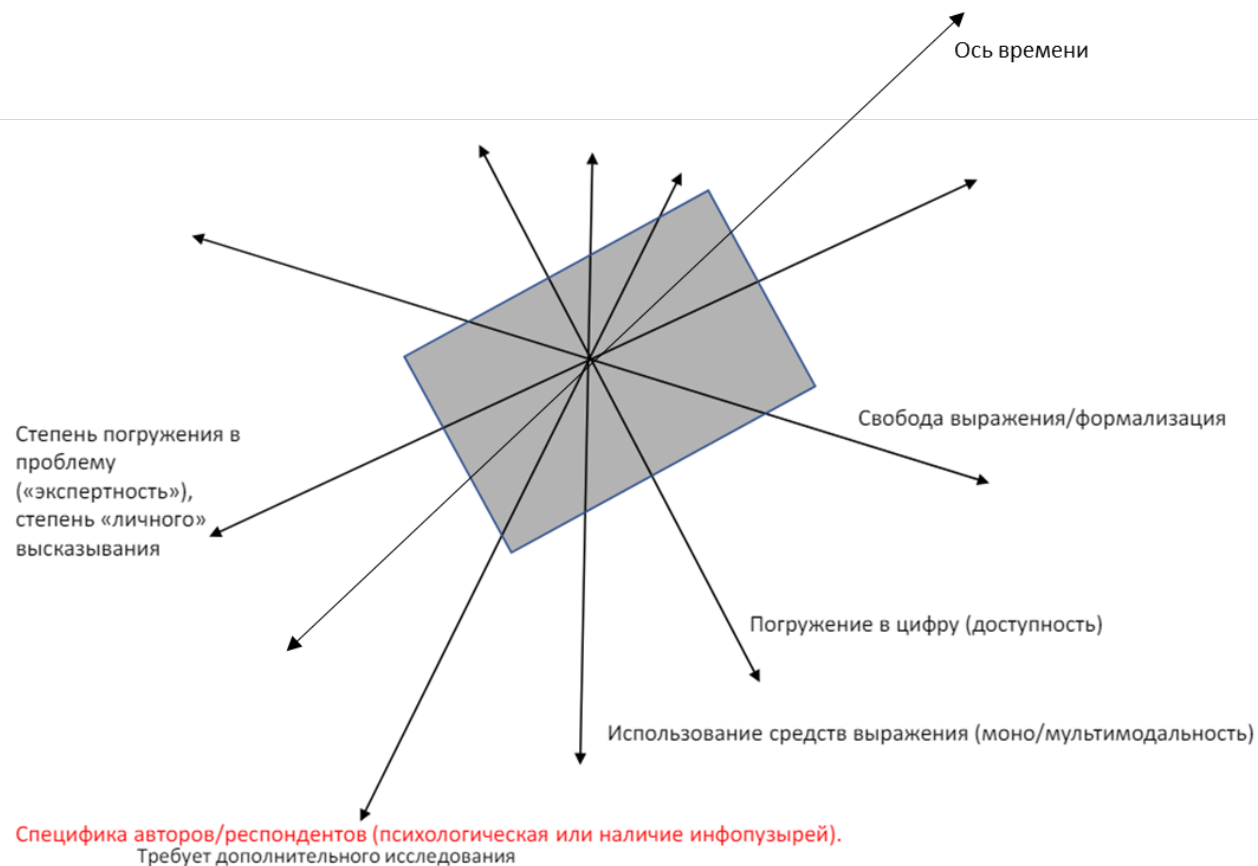 Ось времени
Свобода выражения/формализация
Степень погружения в
проблему
(«экспертность»),
степень «личного»
высказывания
Погружение в цифру (доступность)
Использование средств выражения (моно/мультимодальность)
Специфика авторов/респондентов (психологическая или наличие инфопузырей).
Требует дополнительного исследования